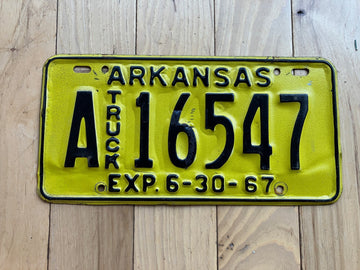 ARKANSAS
A TRUCK 16547
EXP. 6-30-67